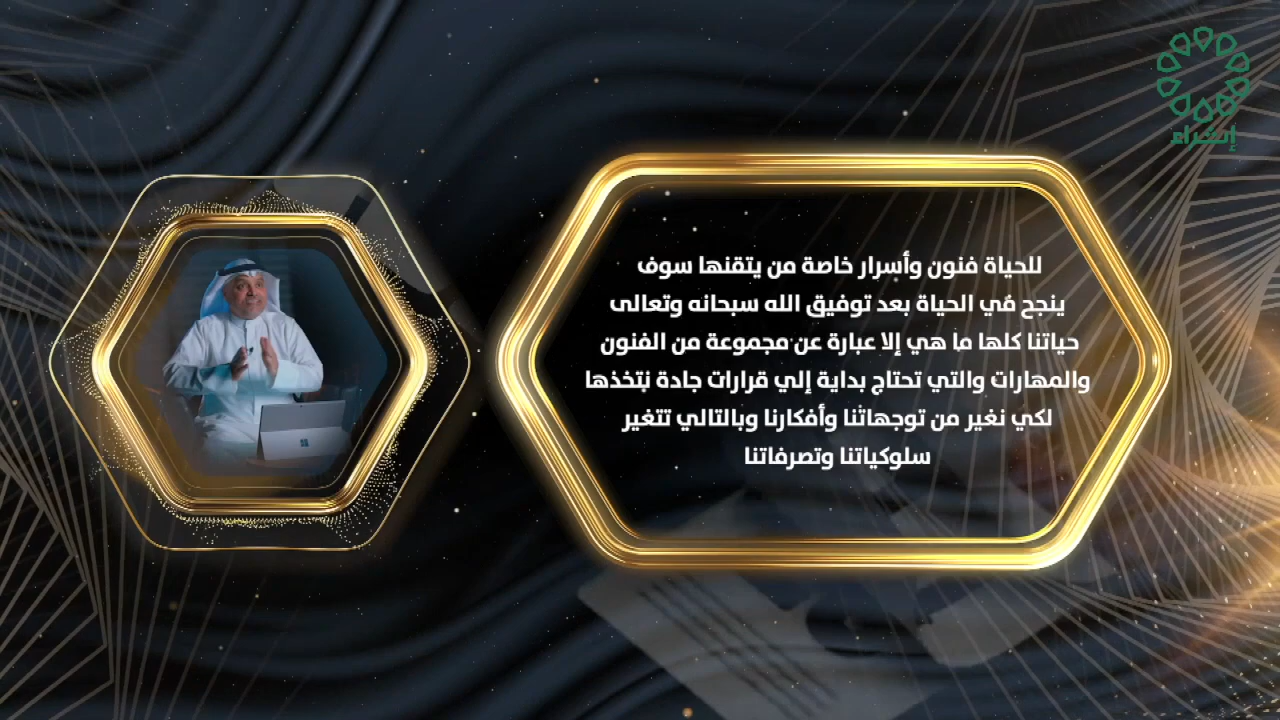 إثراء
للحياة فنون وأسرار خاصة من يتقنها سوف
ينجح في الحياة بعد توفيق الله سبحانه وتعالى
حياتنا كلها ما هي إلا عبارة عن مجموعة من الفنون
والمهارات والتي تحتاج بداية إلي قرارات جادة نتخذها
لكي نغير من توجهاتنا وأفكارنا وبالتالي تتغير
سلوكياتنا وتصرفاتنا